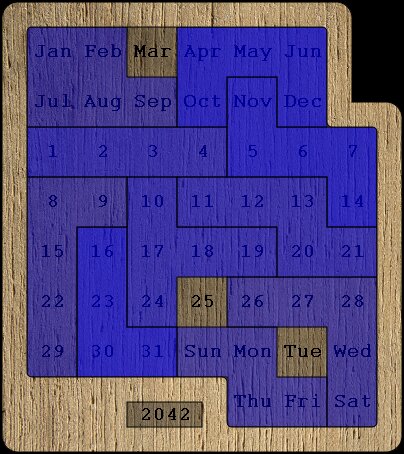 Jan Feb Mar Apr May Jun
Jul Aug Sep Oct Nov Dec
1 2 3 4 5 6 7
8 9 10 11 12 13 14
15 16 17 18 19 20 21
22 23 24 25 26 27 28
29 30 31 Sun Mon Tue Wed
Thu Fri Sat
2042